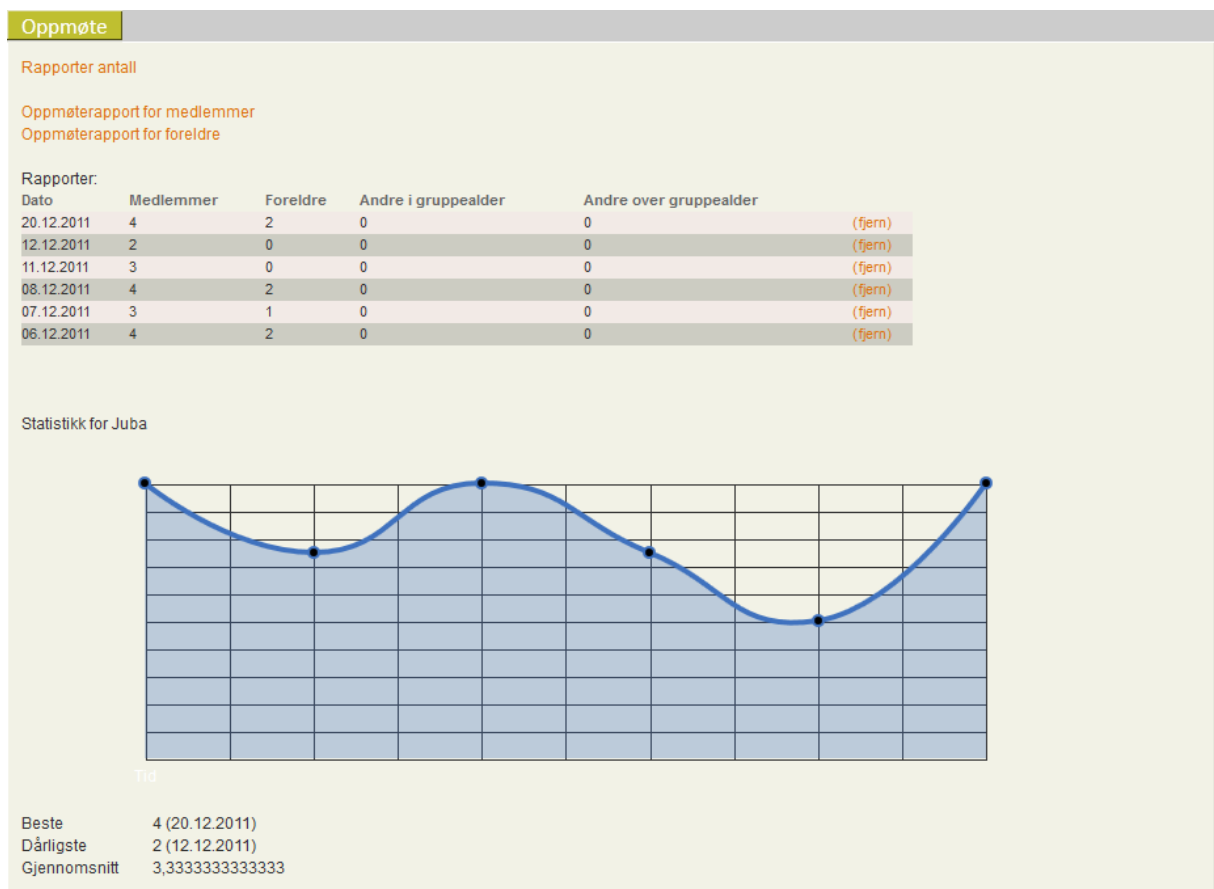 Oppmøte
Rapporter antall
Oppmøterapport for medlemmer
Oppmøterapport for foreldre
Rapporter:
Dato Medlemmer Foreldre Andre i gruppealder Andre over gruppealder
20.12.2011 4 2 0 0 (fjern)
12.12.2011 2 0 0 0 (fjern)
11.12.2011 3 0 0 0 (fjern)
08.12.2011 4 2 0 0 (fjern)
07.12.2011 3 1 0 0 (fjern)
06.12.2011 4 2 0 0 (fjern)
Statistikk for Juba
Tid
Beste 4 (20.12.2011)
Dårligste 2 (12.12.2011)
Gjennomsnitt 3,3333333333333